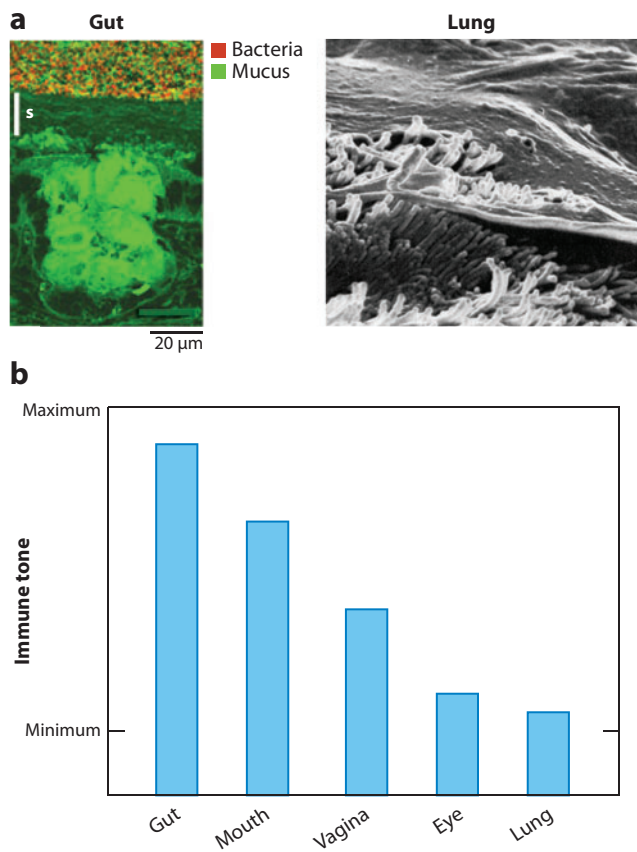 a
Gut
Lung
Bacteria
Mucus
s
20 μm
b
Maximum
Immune tone
Minimum
Gut
Mouth
Vagina
Eye
Lung